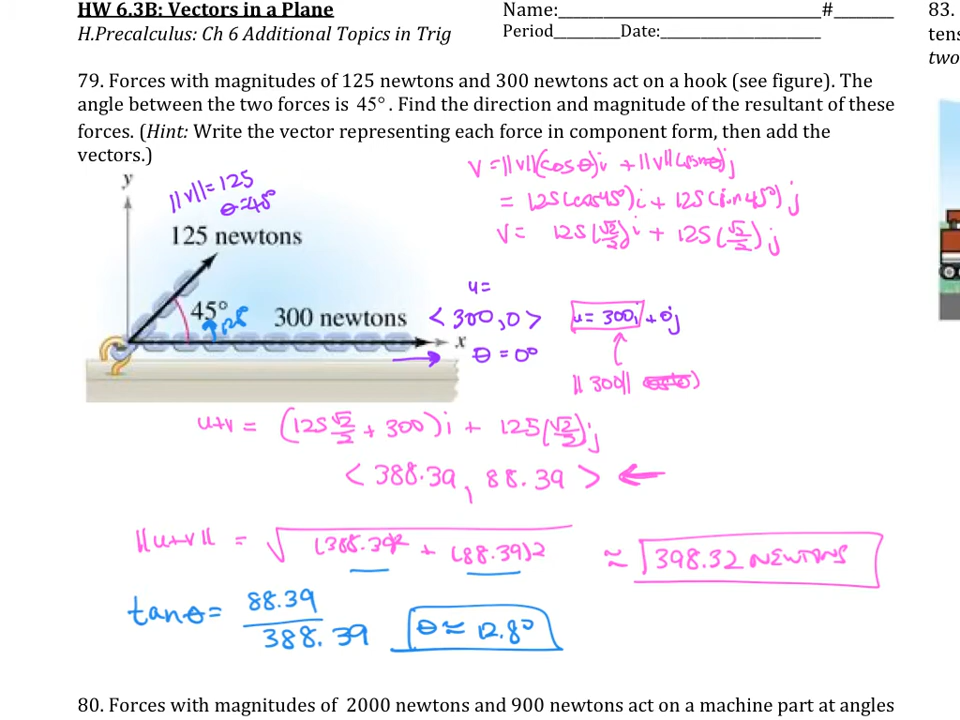 HW 6.3B: Vectors in a Plane
Name: #
H.Precalculus: Ch 6 Additional Topics in Trig
Period Date:
83.
tens
two
79. Forces with magnitudes of 125 newtons and 300 newtons act on a hook (see figure). The
angle between the two forces is 45°. Find the direction and magnitude of the resultant of these
forces. (Hint: Write the vector representing each force in component form, then add the
vectors.)
y
||v||=125
θ=45°
125 newtons
45°
300 newtons
x
V = ||v||(cosθ)i + ||v||(sinθ)j
= 125(cos45°)i + 125(sin45°)j
V = 125(√2/2)i + 125(√2/2)j
u=
<300,0>
u = 300i + 0j
θ = 0°
||300||
u+v = (125 √2/2 + 300)i + 125(√2/2)j
<388.39, 88.39> ←
||u+v|| = √(388.39)2 + (88.39)2 ≈ 398.32 NEWTONS
tanθ = 88.39/388.39 θ ≈ 12.8°
80. Forces with magnitudes of 2000 newtons and 900 newtons act on a machine part at angles